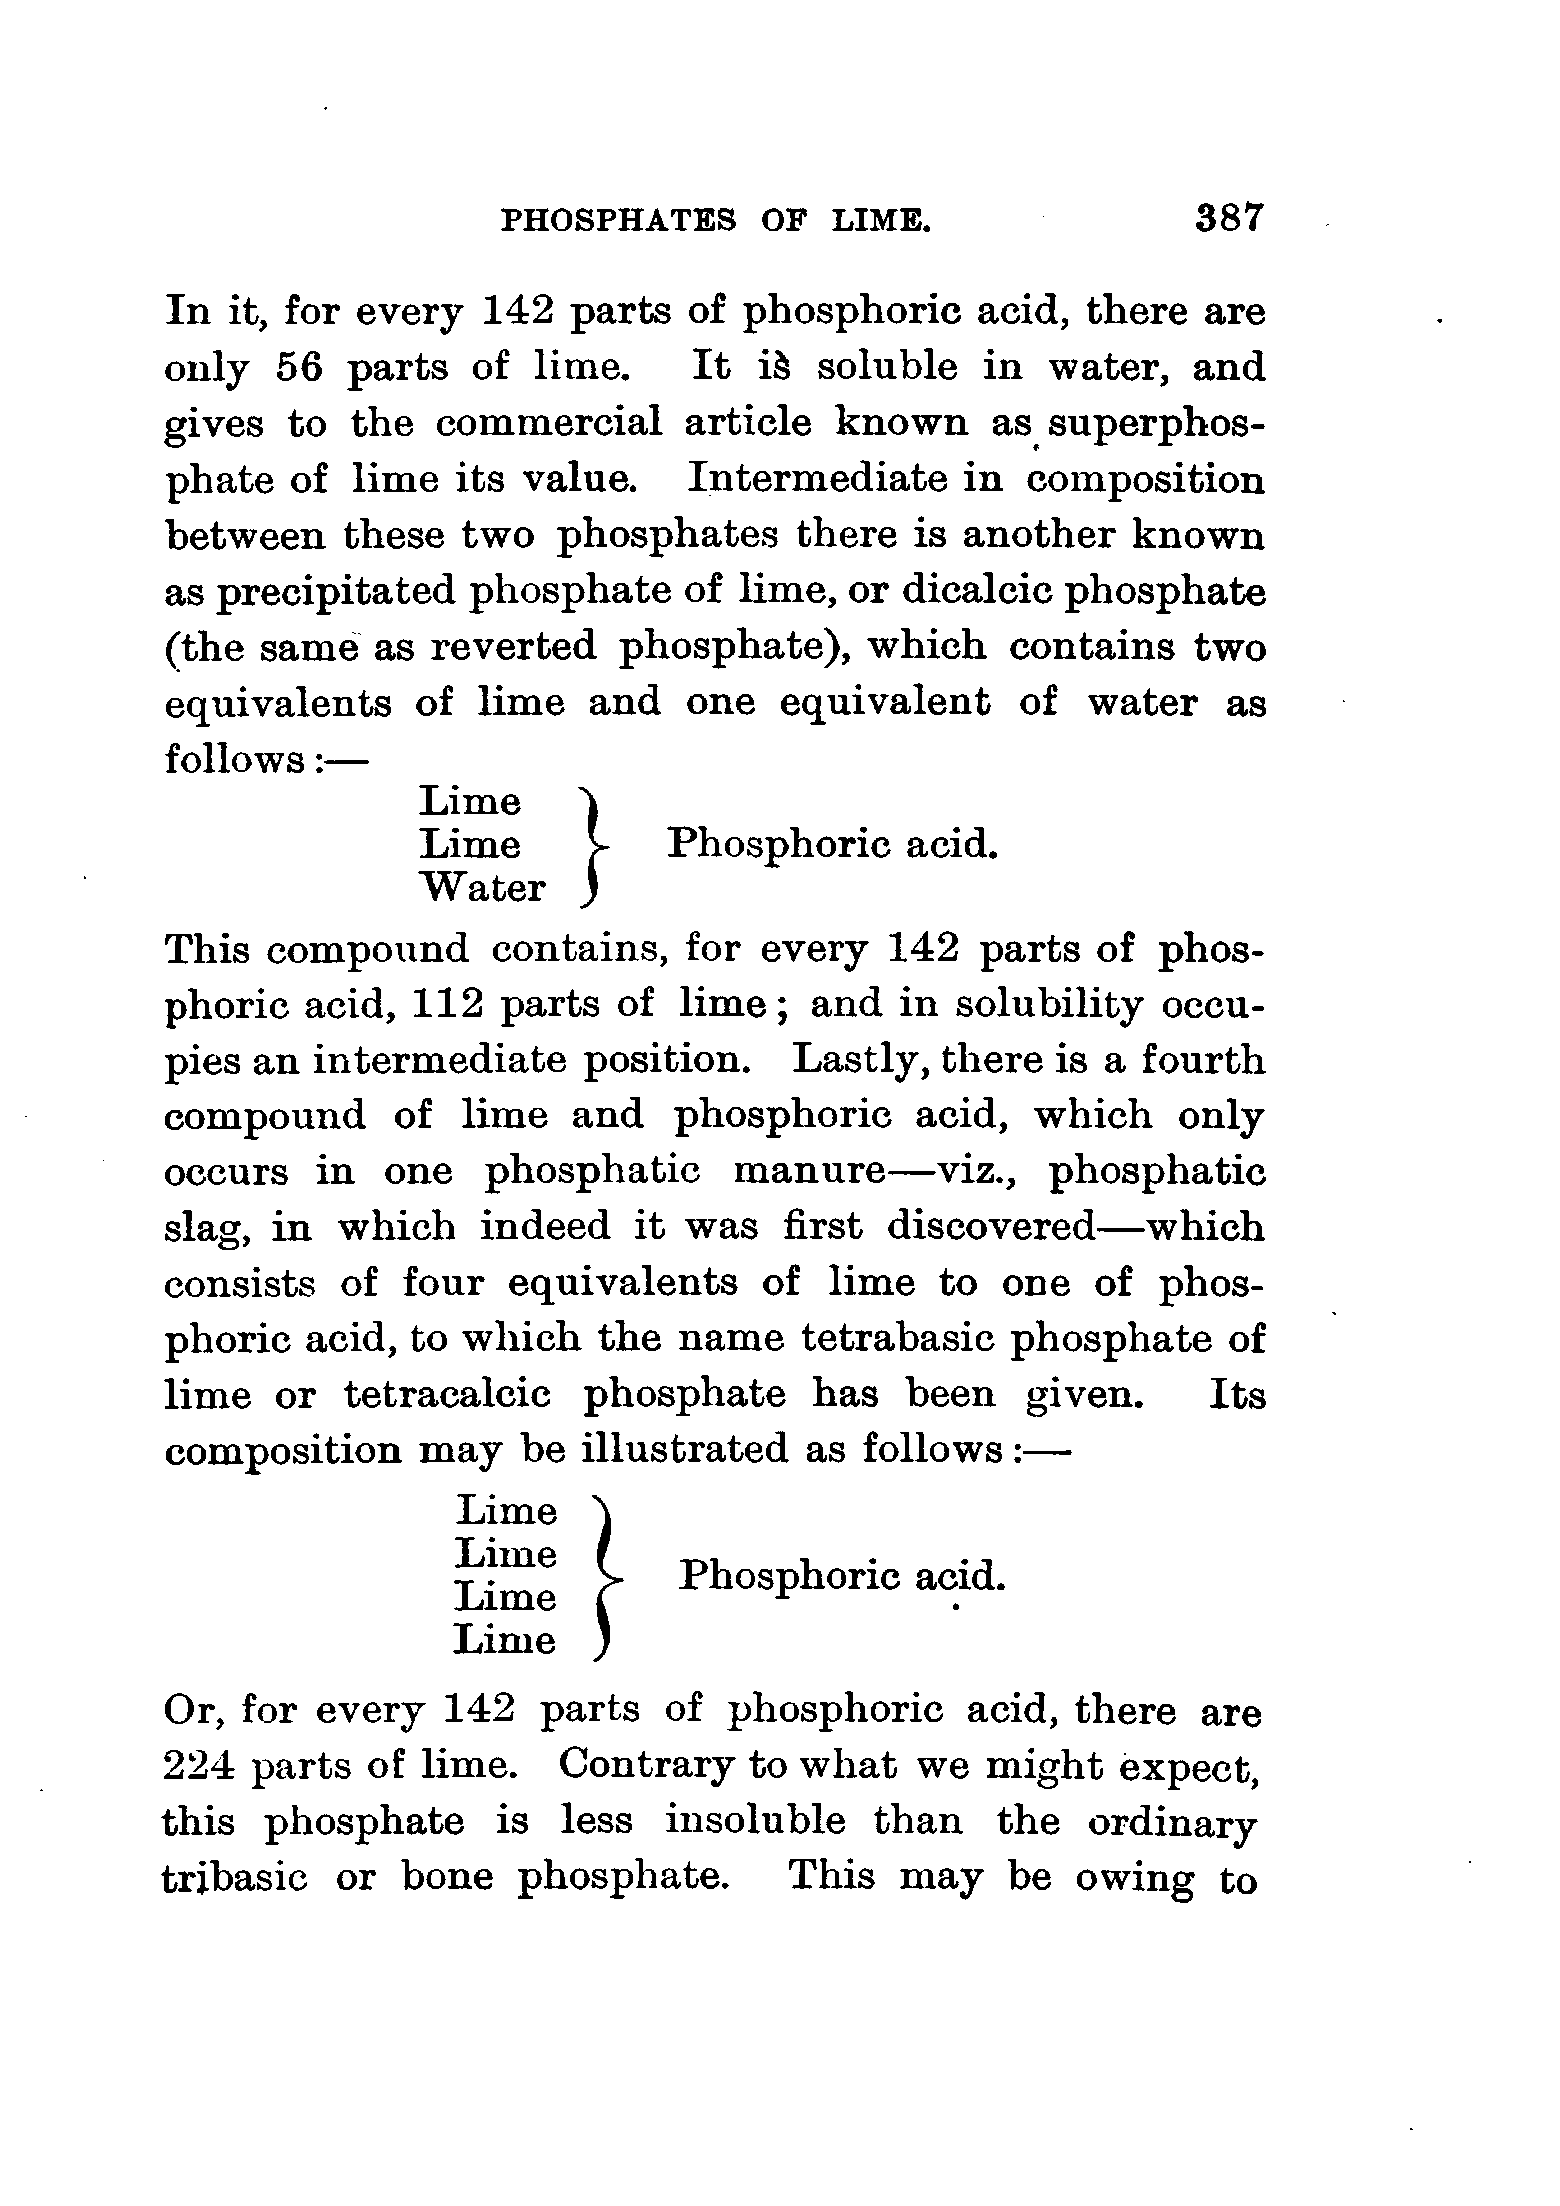 PHOSPHATES OF LIME. 387
In it, for every 142 parts of phosphoric acid, there are
only 56 parts of lime. It is soluble in water, and
gives to the commercial article known as superphos-
phate of lime its value. Intermediate in composition
between these two phosphates there is another known
as precipitated phosphate of lime, or dicalcic phosphate
(the same as reverted phosphate), which contains two
equivalents of lime and one equivalent of water as
follows:—
Lime
Lime } Phosphoric acid.
Water
This compound contains, for every 142 parts of phos-
phoric acid, 112 parts of lime; and in solubility occu-
pies an intermediate position. Lastly, there is a fourth
compound of lime and phosphoric acid, which only
occurs in one phosphatic manure—viz., phosphatic
slag, in which indeed it was first discovered—which
consists of four equivalents of lime to one of phos-
phoric acid, to which the name tetrabasic phosphate of
lime or tetracalcic phosphate has been given. Its
composition may be illustrated as follows:—
Lime
Lime
Lime } Phosphoric acid.
Lime
Or, for every 142 parts of phosphoric acid, there are
224 parts of lime. Contrary to what we might expect,
this phosphate is less insoluble than the ordinary
tribasic or bone phosphate. This may be owing to